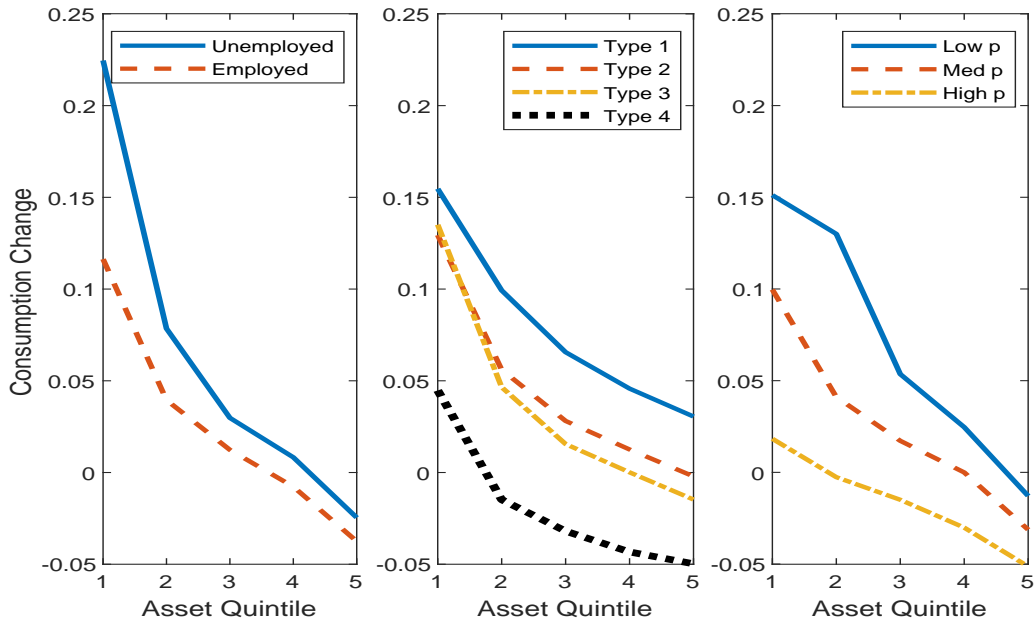 Consumption Change
0.25
0.2
0.15
0.1
0.05
0
-0.05
1 2 3 4 5
Asset Quintile
Unemployed
Employed
0.25
0.2
0.15
0.1
0.05
0
-0.05
1 2 3 4 5
Asset Quintile
Type 1
Type 2
Type 3
Type 4
0.25
0.2
0.15
0.1
0.05
0
-0.05
1 2 3 4 5
Asset Quintile
Low p
Med p
High p